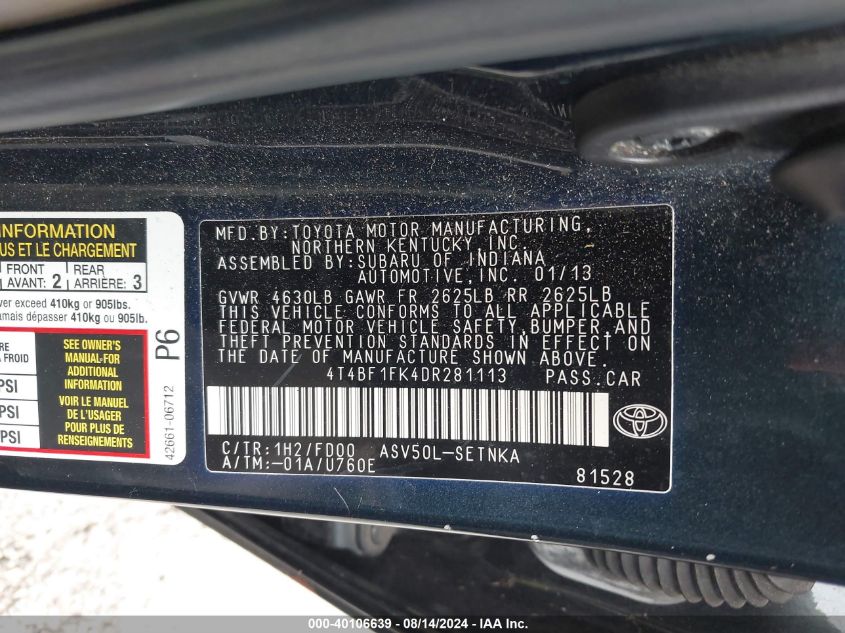 INFORMATION
US ET LE CHARGEMENT
FRONT
AVANT: 2
REAR
ARRIÈRE: 3
ver exceed 410kg or 905lbs.
amais dépasser 410kg ou 905lb.
RE
A FROID
PSI
PSI
SEE OWNER'S
MANUAL FOR
ADDITIONAL
INFORMATION
VOIR LE MANUEL
DE L'USAGER
POUR PLUS DE
RENSEIGNEMENTS
P6
42661-06712
MFD.BY:TOYOTA MOTOR MANUFACTURING,
NORTHERN KENTUCKY,INC.
ASSEMBLED BY:SUBARU OF INDIANA
AUTOMOTIVE,INC. 01/13
GVWR 4630LB GAWR FR 2625LB RR 2625LB
THIS VEHICLE CONFORMS TO ALL APPLICABLE
FEDERAL MOTOR VEHICLE SAFETY,BUMPER,AND
THEFT PREVENTION STANDARDS IN EFFECT ON
THE DATE OF MANUFACTURE SHOWN ABOVE.
4T4BF1FK4DR281113 PASS.CAR
C/TR:1H2/FD00 ASV50L-SETNKA
A/TM:-01A/U760E
81528
000-40106639 - 08/14/2024 - IAAI.com